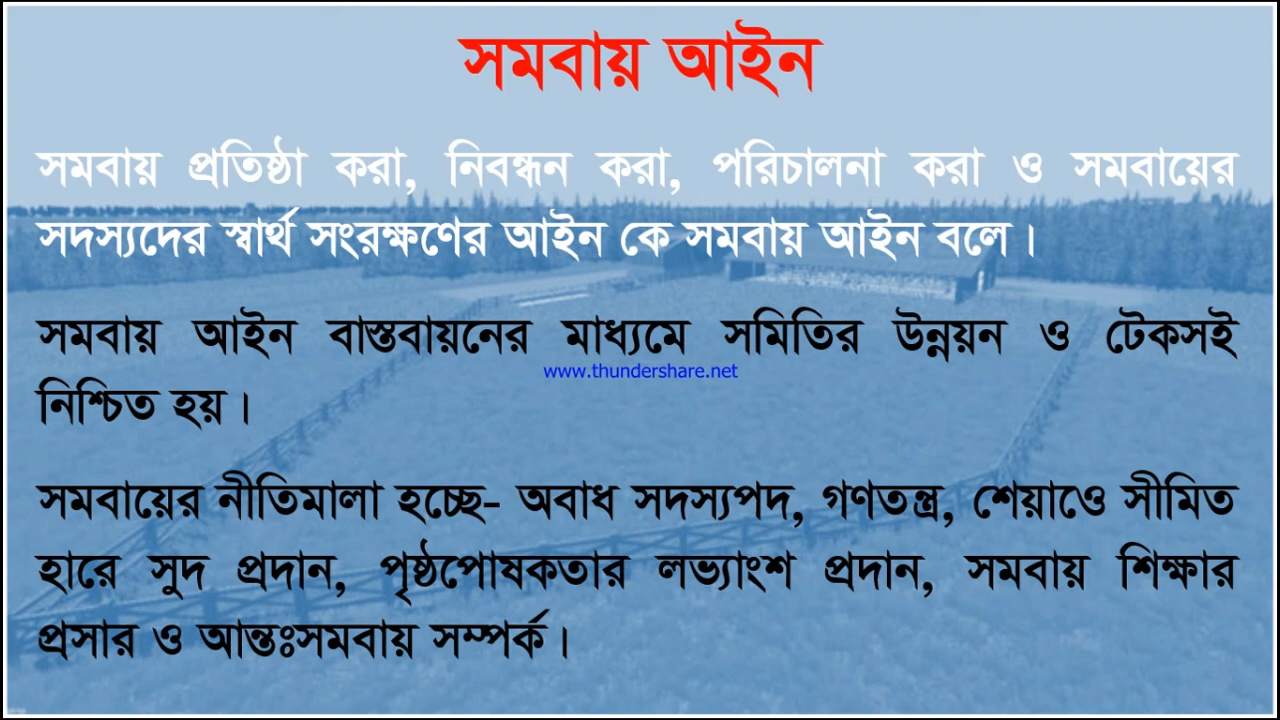 সমবায় আইন
সমবায় প্রতিষ্ঠা করা, নিবন্ধন করা, পরিচালনা করা ও সমবায়ের
সদস্যদের স্বার্থ সংরক্ষণের আইন কে সমবায় আইন বলে।
সমবায় আইন বাস্তবায়নের মাধ্যমে সমিতির উন্নয়ন ও টেকসই
www.thundershare.net
নিশ্চিত হয়।
সমবায়ের নীতিমালা হচ্ছে- অবাধ সদস্যপদ, গণতন্ত্র, শেয়াওে সীমিত
হারে সুদ প্রদান, পৃষ্ঠপোষকতার লভ্যাংশ প্রদান, সমবায় শিক্ষার
প্রসার ও আন্তঃসমবায় সম্পর্ক।